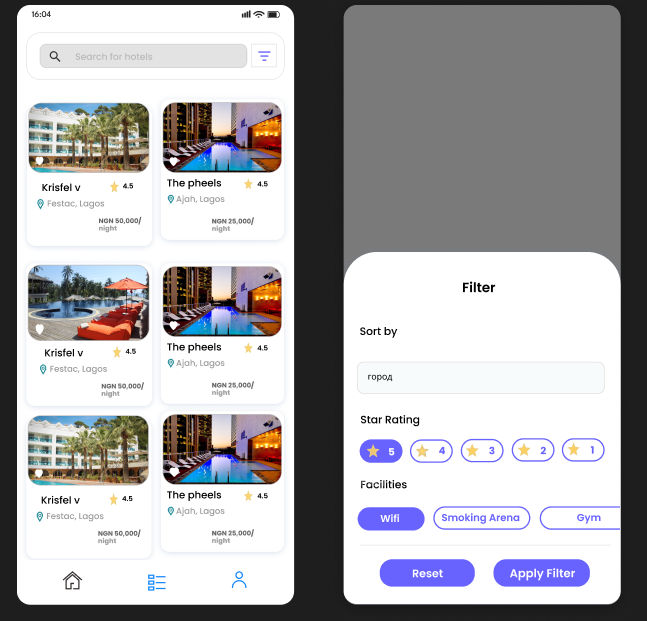 16:04
Search for hotels
Krisfel v
4.5
Festac, Lagos
NGN 50,000/
night
The pheels
4.5
Ajah, Lagos
NGN 25,000/
night
Krisfel v
4.5
Festac, Lagos
NGN 50,000/
night
The pheels
4.5
Ajah, Lagos
NGN 25,000/
night
Krisfel v
4.5
Festac, Lagos
NGN 50,000/
night
The pheels
4.5
Ajah, Lagos
NGN 25,000/
night
Filter
Sort by
город
Star Rating
5 4 3 2 1
Facilities
Wifi Smoking Arena Gym
Reset Apply Filter